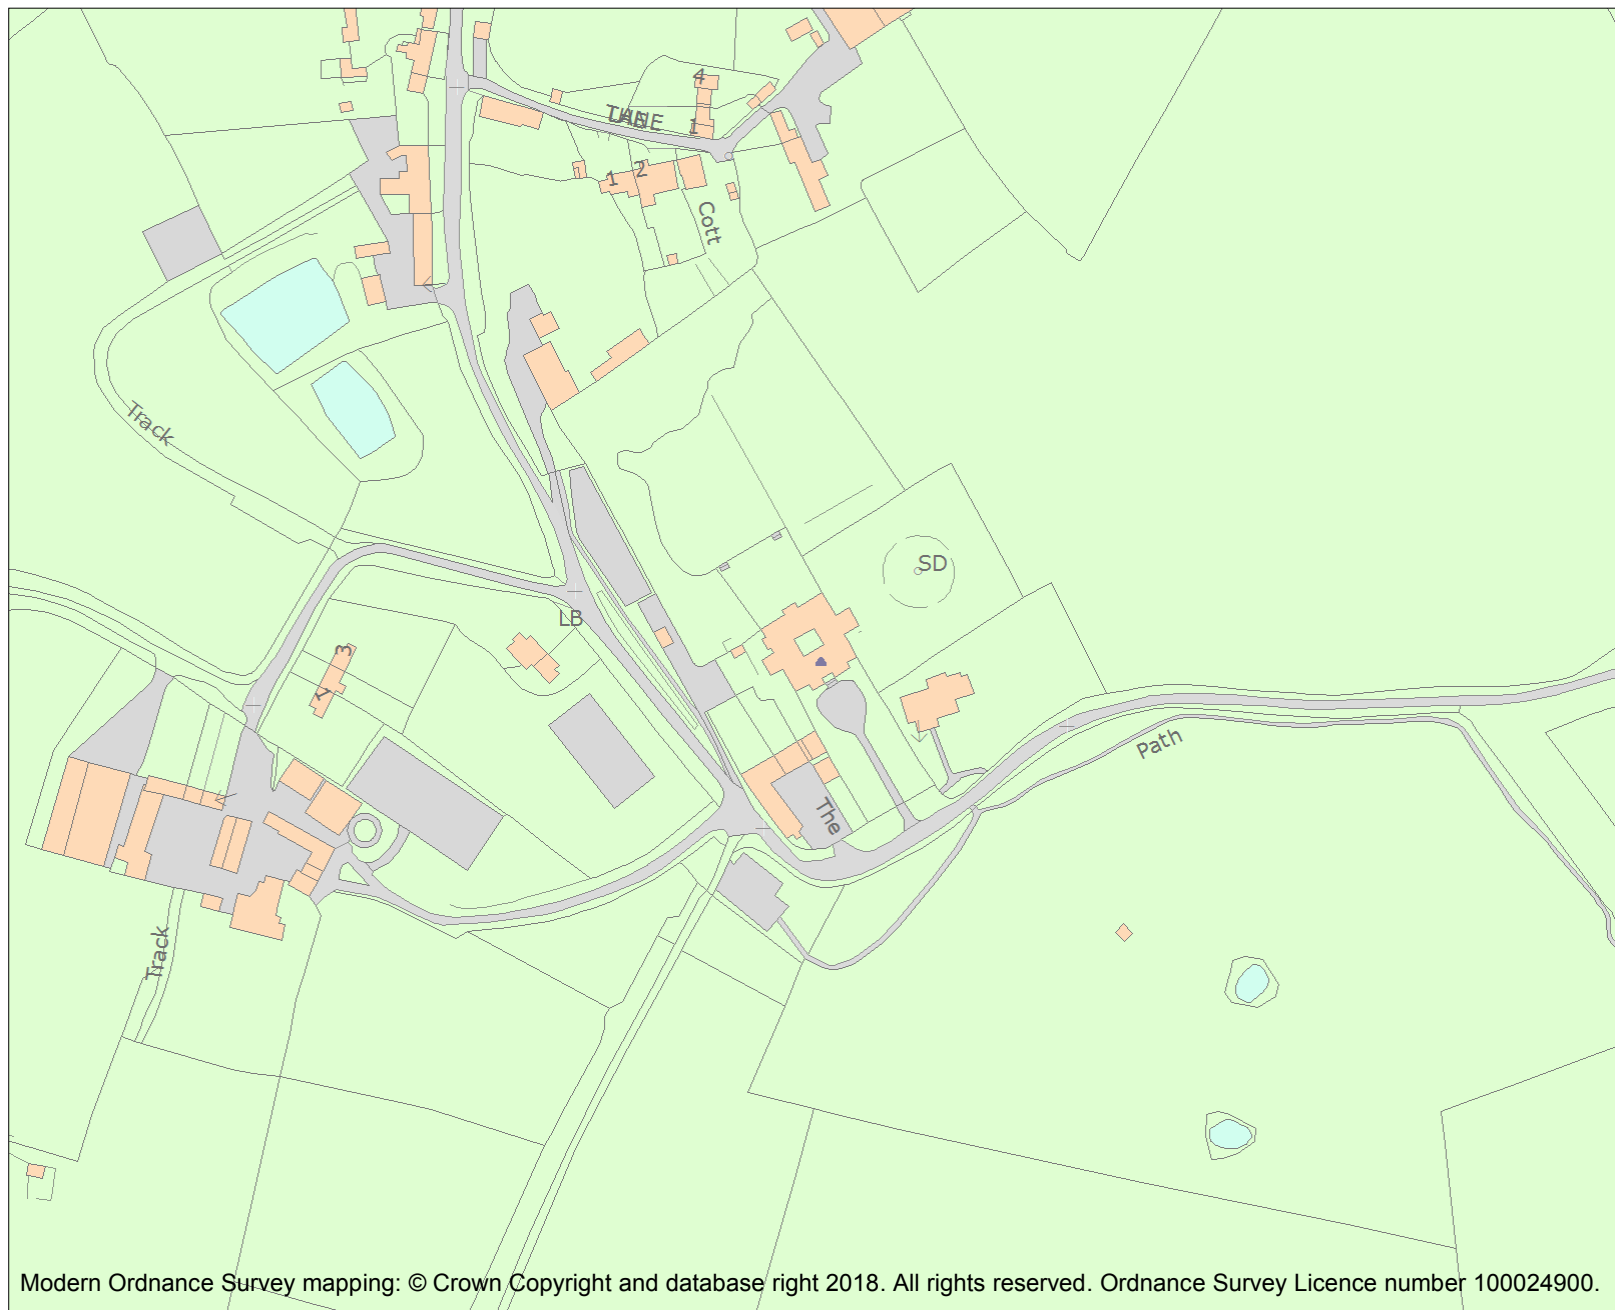 4
LANE
1
1 2
Cott
Track
SD
LB
3
1
Path
The
Track
Modern Ordnance Survey mapping: © Crown Copyright and database right 2018. All rights reserved. Ordnance Survey Licence number 100024900.